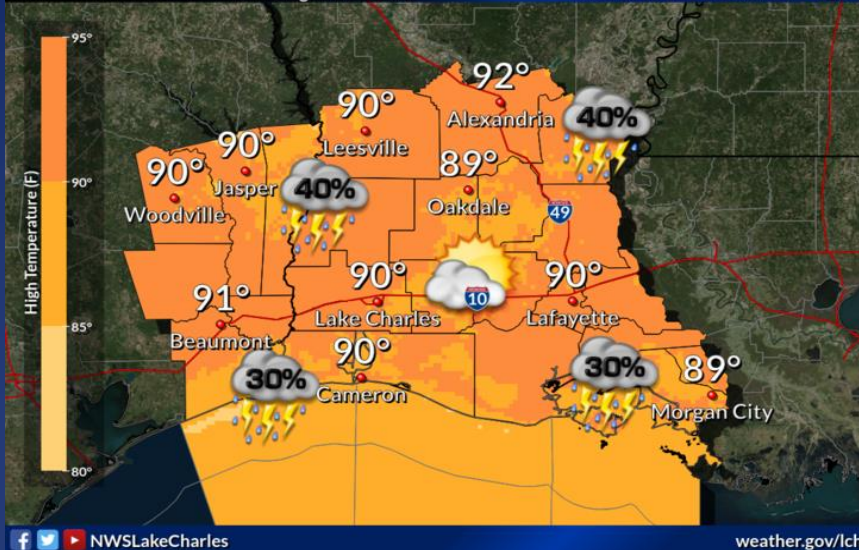 95°
90°
85°
80°
High Temperature (F)
92°
Alexandria
40%
90°
Leesville
90°
Jasper
90°
Woodville
40%
89°
Oakdale
49
91°
Beaumont
90°
Lake Charles
10
90°
Lafayette
30%
90°
Cameron
30%
89°
Morgan City
NWSLakeCharles
weather.gov/lch